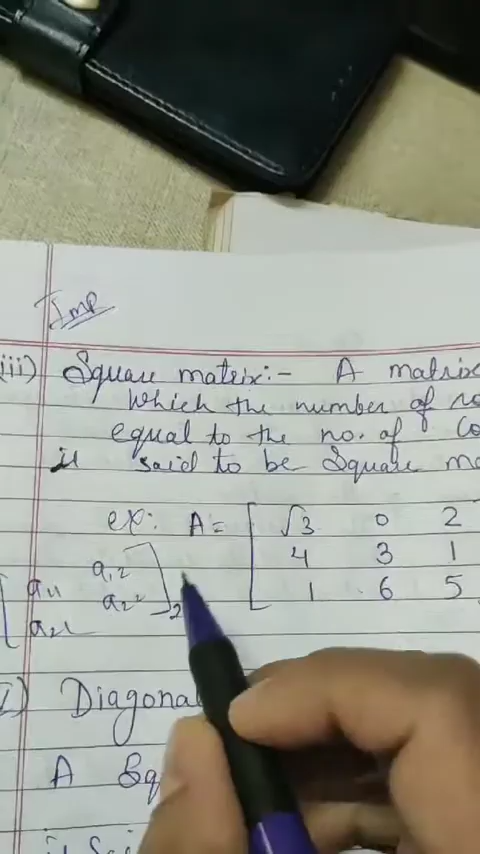 Imp
(iii) Square matrix:- A matrix
which the number of
equal to the no. of
is said to be Square
ex: A = [ √3 0 2
4 3 1
1 6 5
a₁₁ a₁₂
a₂₁ a₂₂ ]₂
Diagonal
A